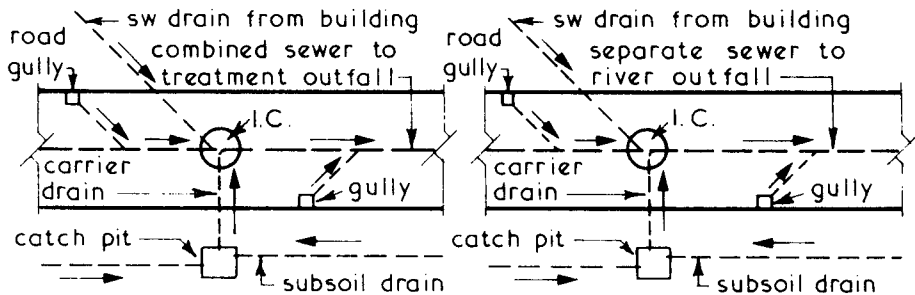 sw drain from building
combined sewer to
treatment outfall
road
gully
I.C.
carrier
drain
gully
catch pit
subsoil drain
sw drain from building
separate sewer to
river outfall
road
gully
I.C.
carrier
drain
gully
catch pit
subsoil drain